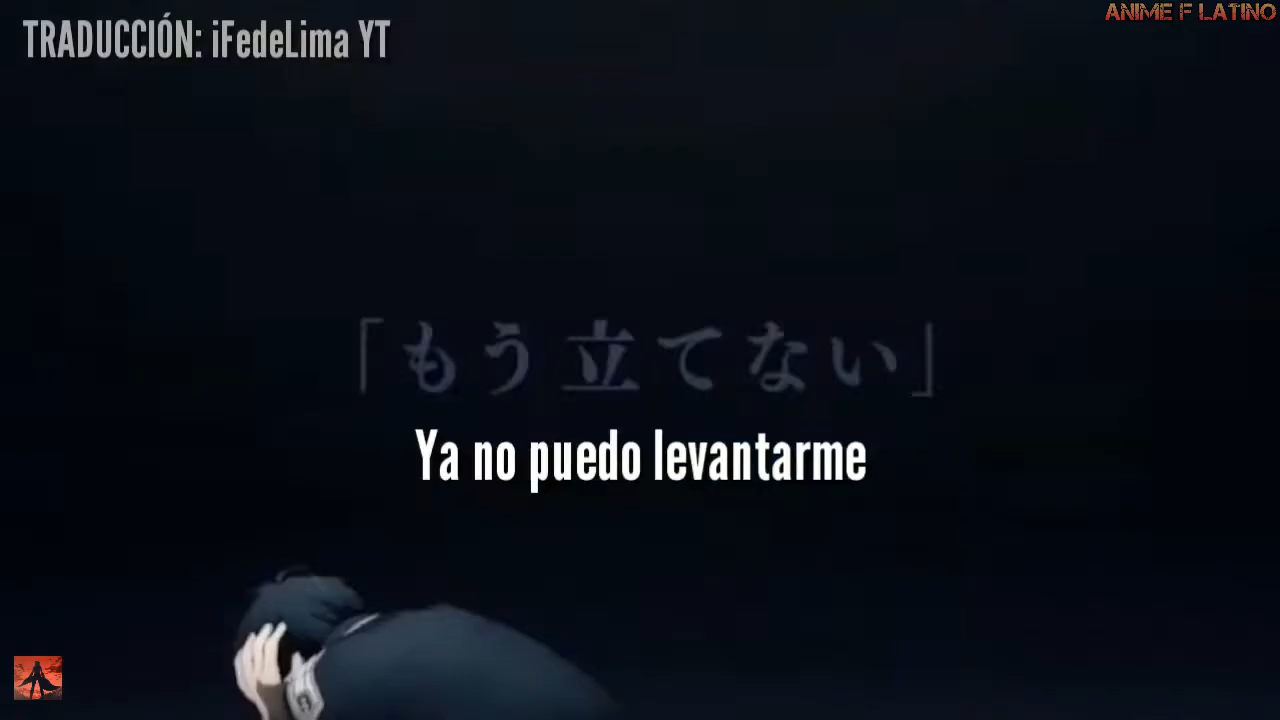 TRADUCCIÓN: iFedeLima YT
ANIME F LATINO
「もう立てない」
Ya no puedo levantarme